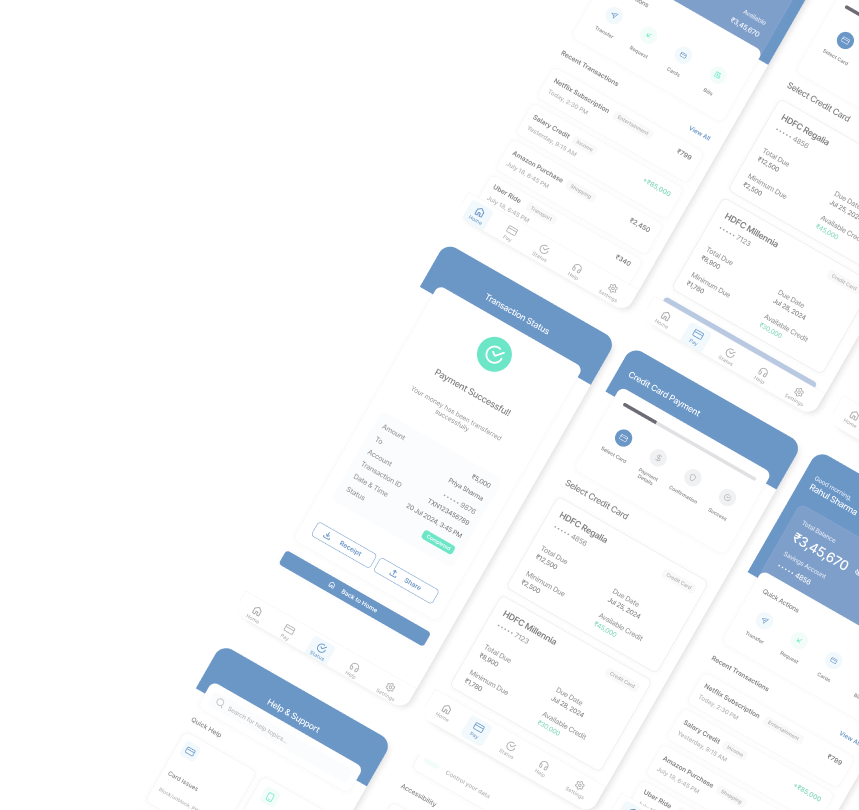 Available
₹3,45,670
Transfer
Request
Cards
Bills
Recent Transactions
View All
Netflix Subscription
Entertainment
Today, 2:30 PM
₹799
Salary Credit
Income
Yesterday, 9:15 AM
+₹85,000
Amazon Purchase
Shopping
July 18, 6:45 PM
₹2,450
Uber Ride
Transport
July 18, 6:45 PM
₹340
Home
Pay
Status
Help
Settings
Select Card
Select Credit Card
HDFC Regalia
••••• 4856
Total Due
₹12,500
Minimum Due
₹2,500
Due Date
Jul 25, 202
Available Cre
₹45,000
HDFC Millennia
••••• 7123
Credit Card
Total Due
₹8,900
Minimum Due
₹1,780
Due Date
Jul 28, 2024
Available Credit
₹30,000
Home
Pay
Status
Help
Settings
Home
Transaction Status
Payment Successful!
Your money has been transferred
successfully
Amount
₹5,000
To
Priya Sharma
Account
••••• 9876
Transaction ID
TXN123456789
Date & Time
20 Jul 2024, 3:45 PM
Status
Completed
Receipt
Share
Back to Home
Home
Pay
Status
Help
Settings
Credit Card Payment
Select Card
Payment
Details
Confirmation
Success
Select Credit Card
HDFC Regalia
••••• 4856
Credit Card
Total Due
₹12,500
Minimum Due
₹2,500
Due Date
Jul 25, 2024
Available Credit
₹45,000
HDFC Millennia
••••• 7123
Credit Card
Total Due
₹8,900
Minimum Due
₹1,780
Due Date
Jul 28, 2024
Available Credit
₹30,000
Home
Pay
Status
Help
Settings
Good morning,
Rahul Sharma
Total Balance
₹3,45,670
Savings Account
••••• 4856
Quick Actions
Transfer
Request
Cards
Recent Transactions
View Al
Netflix Subscription
Entertainment
Today, 2:30 PM
₹799
Salary Credit
Income
Yesterday, 9:15 AM
+₹85,000
Amazon Purchase
Shopping
July 18, 6:45 PM
Uber Ride
Help & Support
Search for help topics...
Quick Help
Card Issues
Control your data
Accessibility